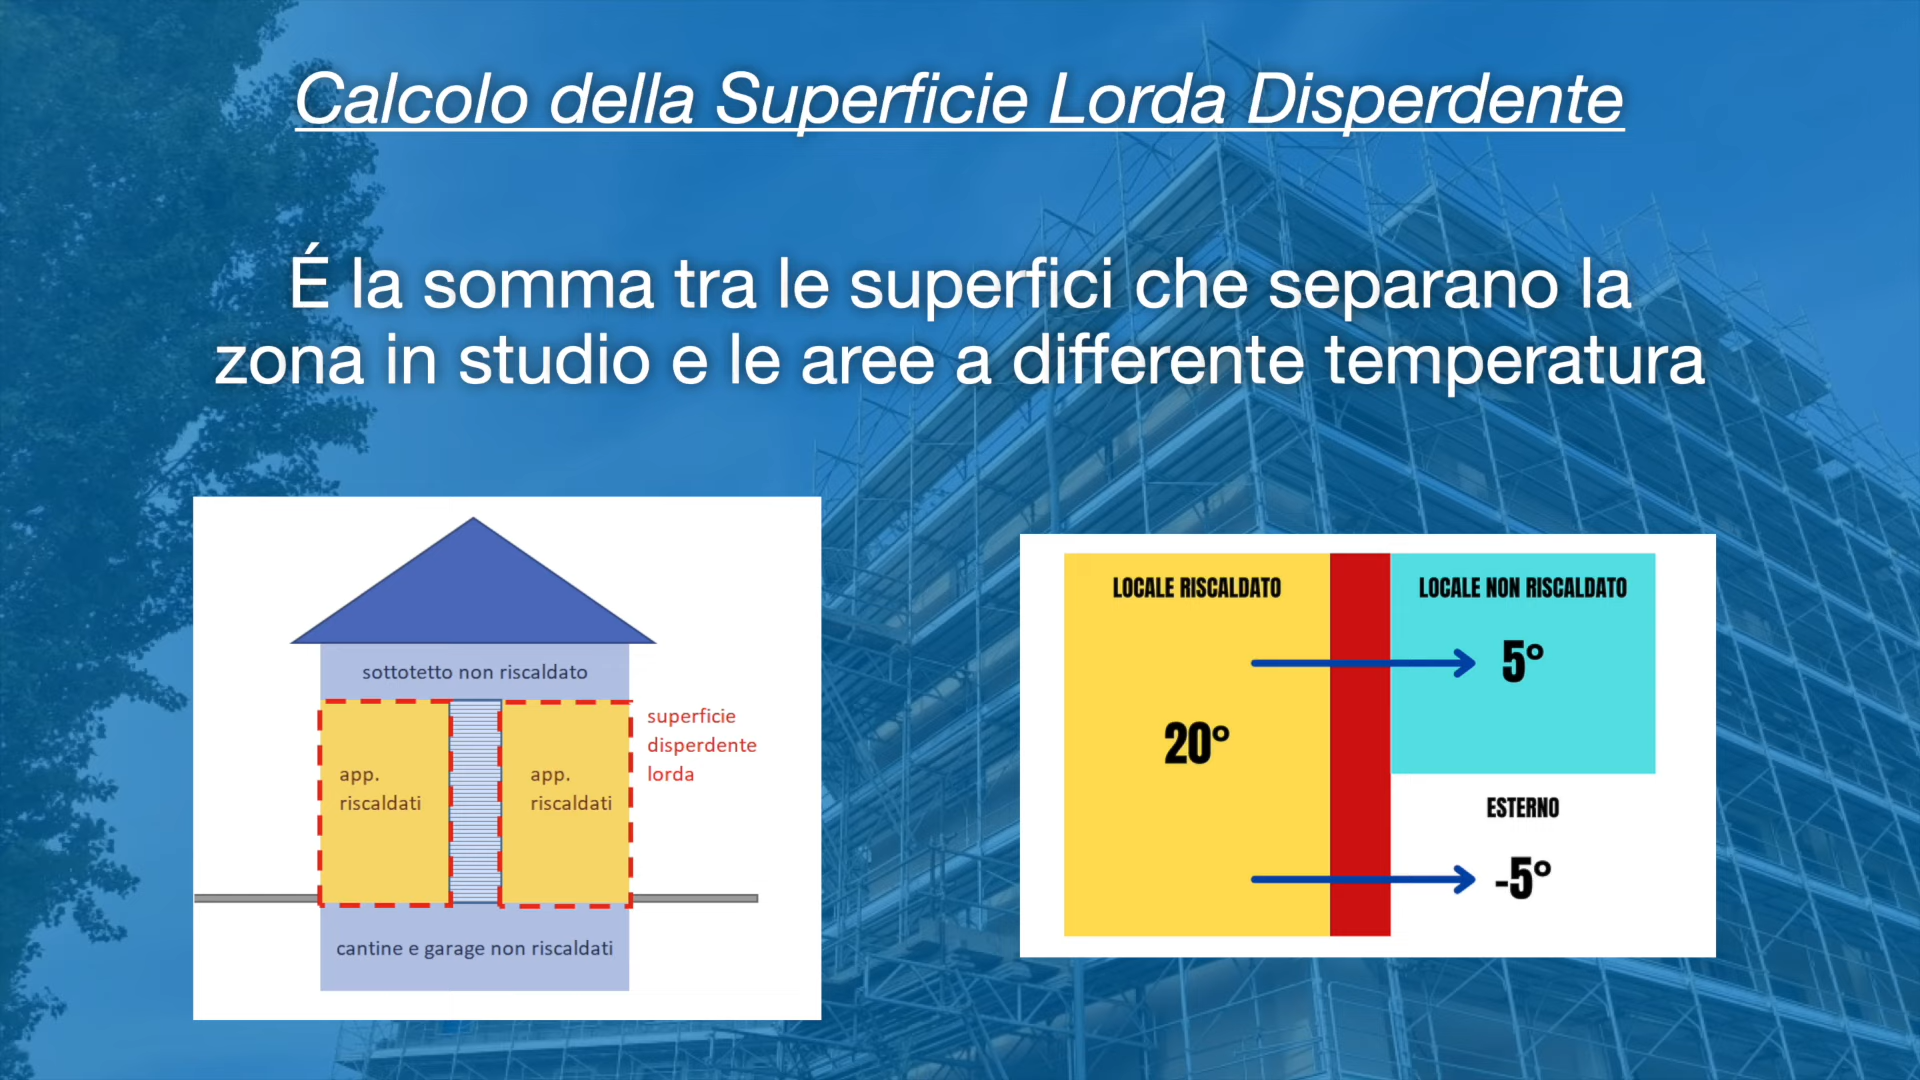 Calcolo della Superficie Lorda Disperdente
É la somma tra le superfici che separano la
zona in studio e le aree a differente temperatura
sottotetto non riscaldato
app.
riscaldati
app.
riscaldati
superficie
disperdente
lorda
cantine e garage non riscaldati
LOCALE RISCALDATO
20°
LOCALE NON RISCALDATO
5°
ESTERNO
-5°